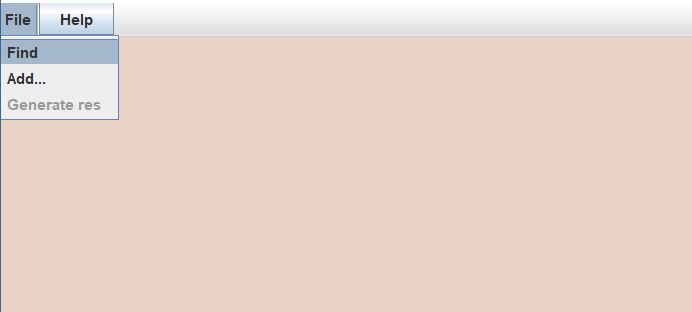 File Help
Find
Add...
Generate res